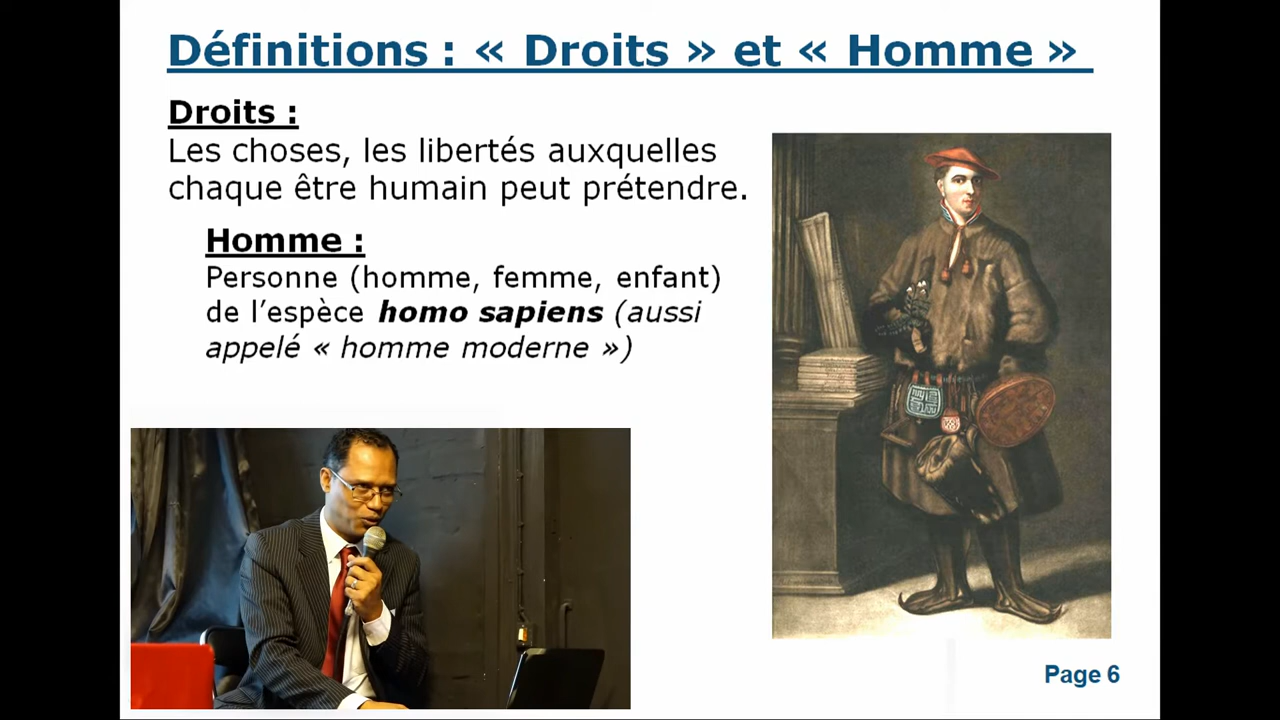 Définitions : « Droits » et « Homme »
Droits :
Les choses, les libertés auxquelles
chaque être humain peut prétendre.
Homme :
Personne (homme, femme, enfant)
de l’espèce homo sapiens (aussi
appelé « homme moderne »)
Page 6